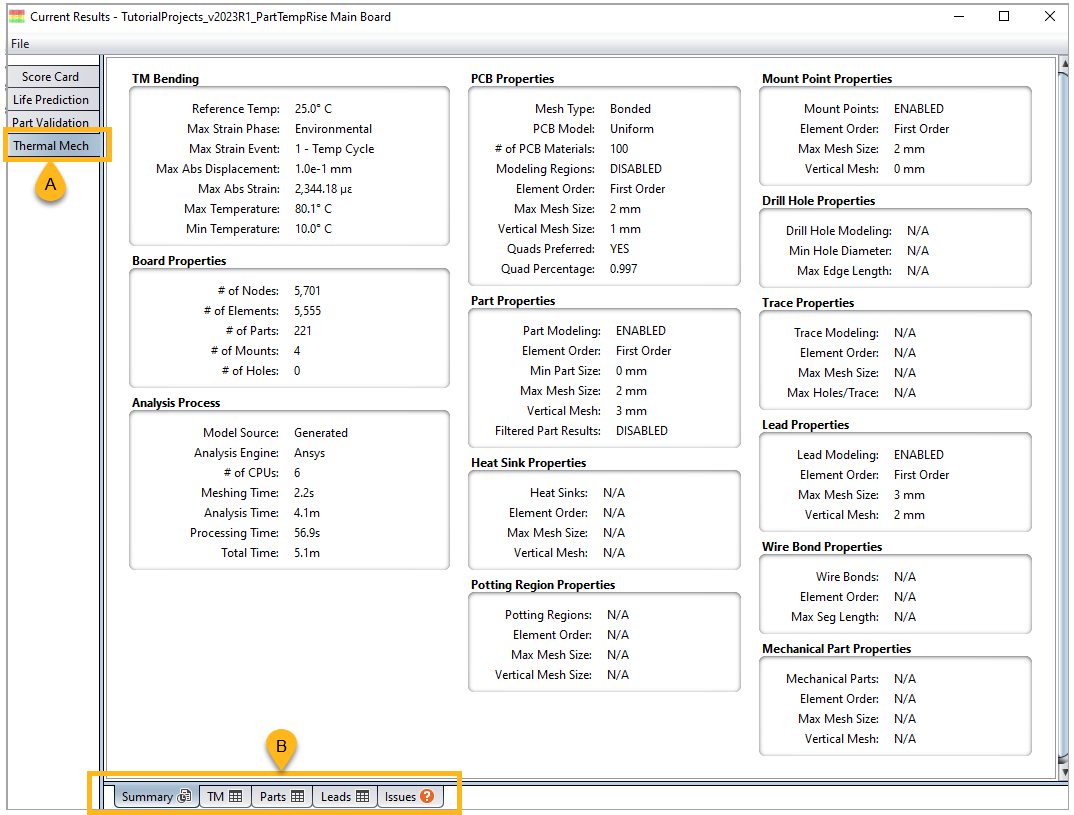 Current Results - TutorialProjects_v2023R1_PartTempRise Main Board
File
Score Card
Life Prediction
Part Validation
Thermal Mech
A
TM Bending
Reference Temp: 25.0° C
Max Strain Phase: Environmental
Max Strain Event: 1 - Temp Cycle
Max Abs Displacement: 1.0e-1 mm
Max Abs Strain: 2,344.18 με
Max Temperature: 80.1° C
Min Temperature: 10.0° C
Board Properties
# of Nodes: 5,701
# of Elements: 5,555
# of Parts: 221
# of Mounts: 4
# of Holes: 0
Analysis Process
Model Source: Generated
Analysis Engine: Ansys
# of CPUs: 6
Meshing Time: 2.2s
Analysis Time: 4.1m
Processing Time: 56.9s
Total Time: 5.1m
PCB Properties
Mesh Type: Bonded
PCB Model: Uniform
# of PCB Materials: 100
Modeling Regions: DISABLED
Element Order: First Order
Max Mesh Size: 2 mm
Vertical Mesh Size: 1 mm
Quads Preferred: YES
Quad Percentage: 0.997
Part Properties
Part Modeling: ENABLED
Element Order: First Order
Min Part Size: 0 mm
Max Mesh Size: 2 mm
Vertical Mesh: 3 mm
Filtered Part Results: DISABLED
Heat Sink Properties
Heat Sinks: N/A
Element Order: N/A
Max Mesh Size: N/A
Vertical Mesh: N/A
Potting Region Properties
Potting Regions: N/A
Element Order: N/A
Max Mesh Size: N/A
Vertical Mesh Size: N/A
Mount Point Properties
Mount Points: ENABLED
Element Order: First Order
Max Mesh Size: 2 mm
Vertical Mesh: 0 mm
Drill Hole Properties
Drill Hole Modeling: N/A
Min Hole Diameter: N/A
Max Edge Length: N/A
Trace Properties
Trace Modeling: N/A
Element Order: N/A
Max Mesh Size: N/A
Max Holes/Trace: N/A
Lead Properties
Lead Modeling: ENABLED
Element Order: First Order
Max Mesh Size: 3 mm
Vertical Mesh: 2 mm
Wire Bond Properties
Wire Bonds: N/A
Element Order: N/A
Max Seg Length: N/A
Mechanical Part Properties
Mechanical Parts: N/A
Element Order: N/A
Max Mesh Size: N/A
Vertical Mesh: N/A
B
Summary TM Parts Leads Issues ?